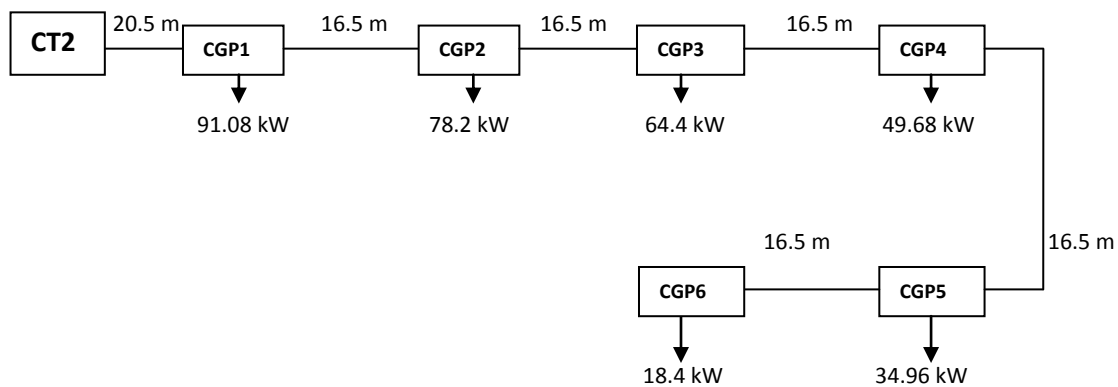 CT2
20.5 m
CGP1
16.5 m
CGP2
16.5 m
CGP3
16.5 m
CGP4
91.08 kW
78.2 kW
64.4 kW
49.68 kW
16.5 m
16.5 m
CGP6
CGP5
18.4 kW
34.96 kW